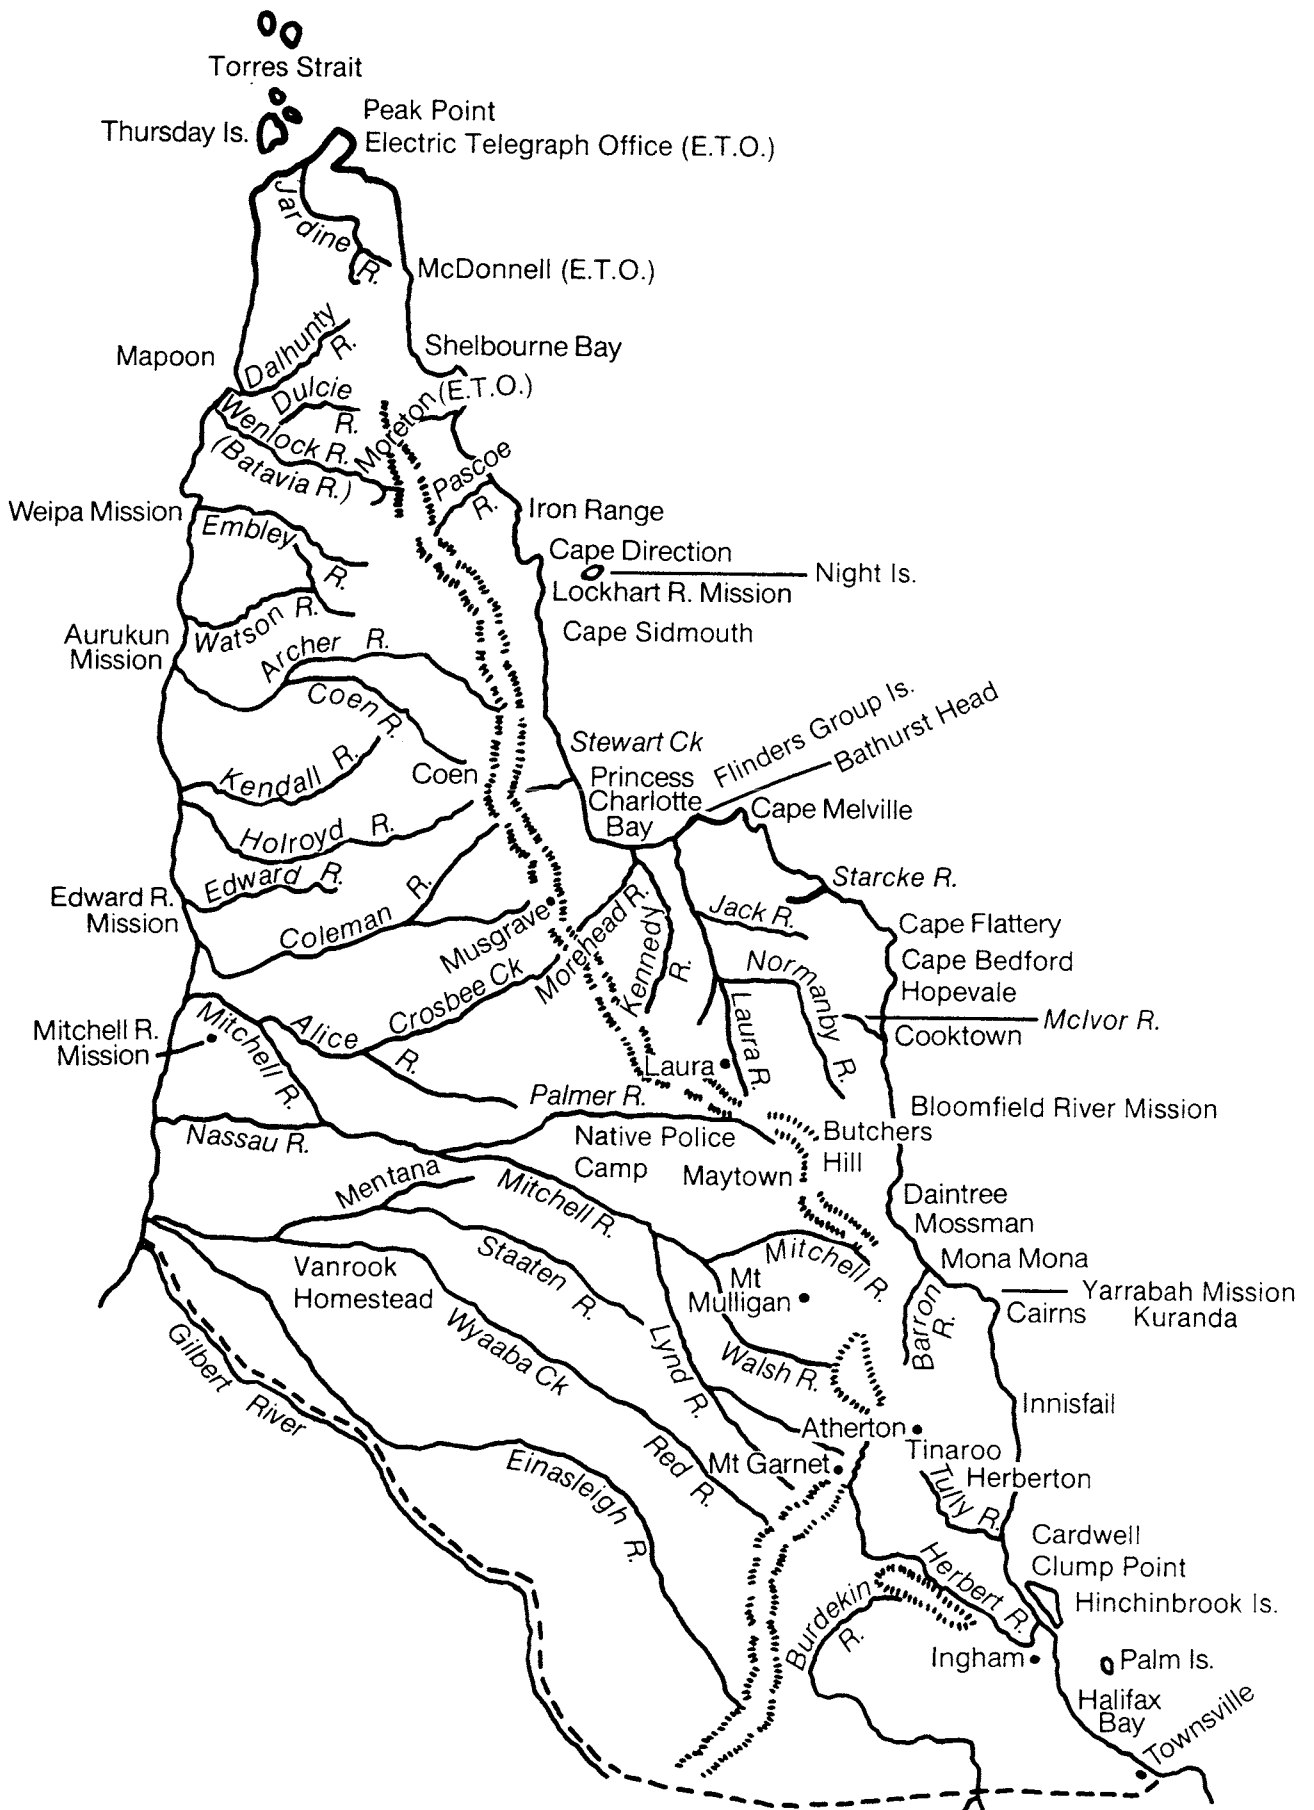 Torres Strait
Thursday Is.
Peak Point
Electric Telegraph Office (E.T.O.)
Jardine
R.
McDonnell (E.T.O.)
Mapoon
Dalhunty
R.
Shelbourne Bay
Dulcie
R.
Moreton (E.T.O.)
Wenlock R.
(Batavia R.)
Pascoe
R.
Weipa Mission
Embley
R.
Iron Range
Cape Direction
Night Is.
Lockhart R. Mission
Cape Sidmouth
Watson R.
Aurukun
Mission
Archer R.
Coen R.
Stewart Ck
Flinders Group Is.
Bathurst Head
Kendall R.
Coen
Princess
Charlotte
Bay
Cape Melville
Holroyd R.
Edward R.
Edward R.
Mission
Coleman R.
Musgrave
Morehead R.
Kennedy
R.
Jack R.
Starcke R.
Cape Flattery
Cape Bedford
Hopevale
Normanby
R.
Crosbee Ck
Mitchell R.
Mission
Mitchell R.
Alice
R.
Laura R.
Laura
Cooktown
McIvor R.
Palmer R.
Bloomfield River Mission
Nassau R.
Native Police
Camp
Maytown
Butchers
Hill
Mentana
Mitchell R.
Daintree
Mossman
Mitchell R.
Mona Mona
Vanrook
Homestead
Staaten
R.
Mt
Mulligan
Barron
R.
Yarrabah Mission
Cairns
Kuranda
Wyaaba Ck
Lynd R.
Walsh R.
Gilbert River
Innisfail
Atherton
Tinaroo
Herberton
Red R.
Mt Garnet
Tully R.
Einasleigh
R.
Cardwell
Clump Point
Herbert R.
Hinchinbrook Is.
Burdekin
R.
Ingham
Palm Is.
Halifax
Bay
Townsville